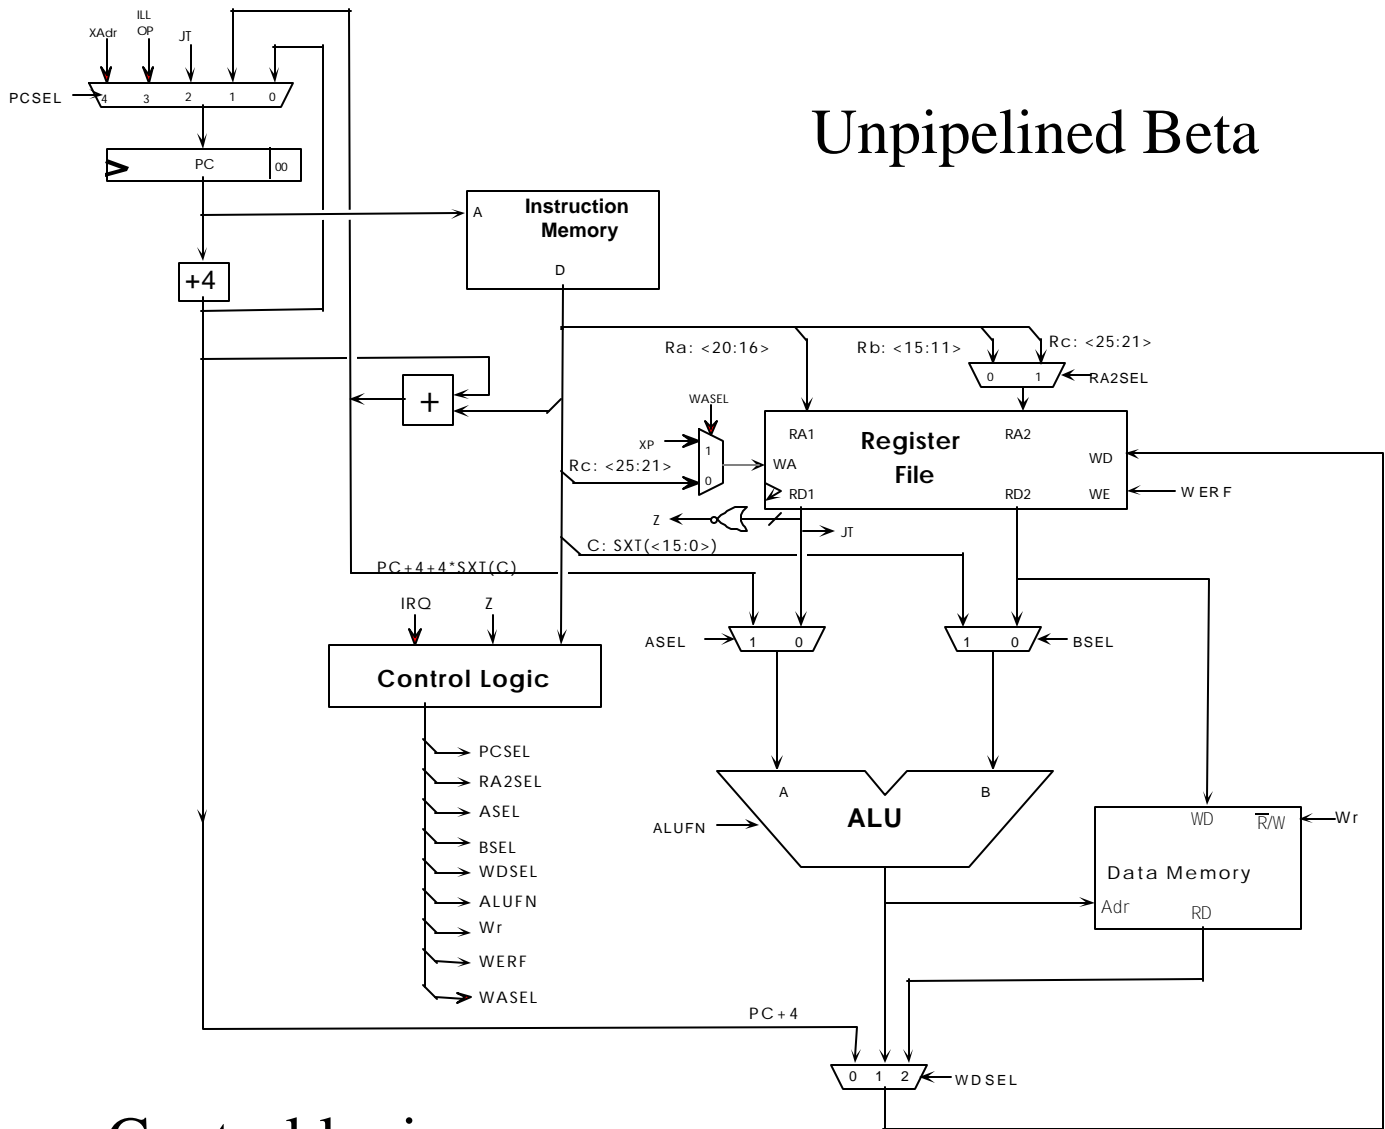 Unpipelined Beta
ILL
OP
XAdr
JT
PCSEL
4 3 2 1 0
PC
00
A
Instruction
Memory
D
+4
Ra: <20:16>
Rb: <15:11>
Rc: <25:21>
0 1
RA2SEL
+
WASEL
XP
1
0
Rc: <25:21>
RA1
RA2
Register
File
WA
WD
RD1
RD2
WE
WERF
Z
JT
C: SXT(<15:0>)
PC+4+4*SXT(C)
IRQ
Z
ASEL
1 0
1 0
BSEL
Control Logic
PCSEL
RA2SEL
ASEL
BSEL
WDSEL
ALUFN
Wr
WERF
WASEL
A
B
ALU
ALUFN
WD
R/W
Wr
Data Memory
Adr
RD
PC+4
0 1 2
WDSEL